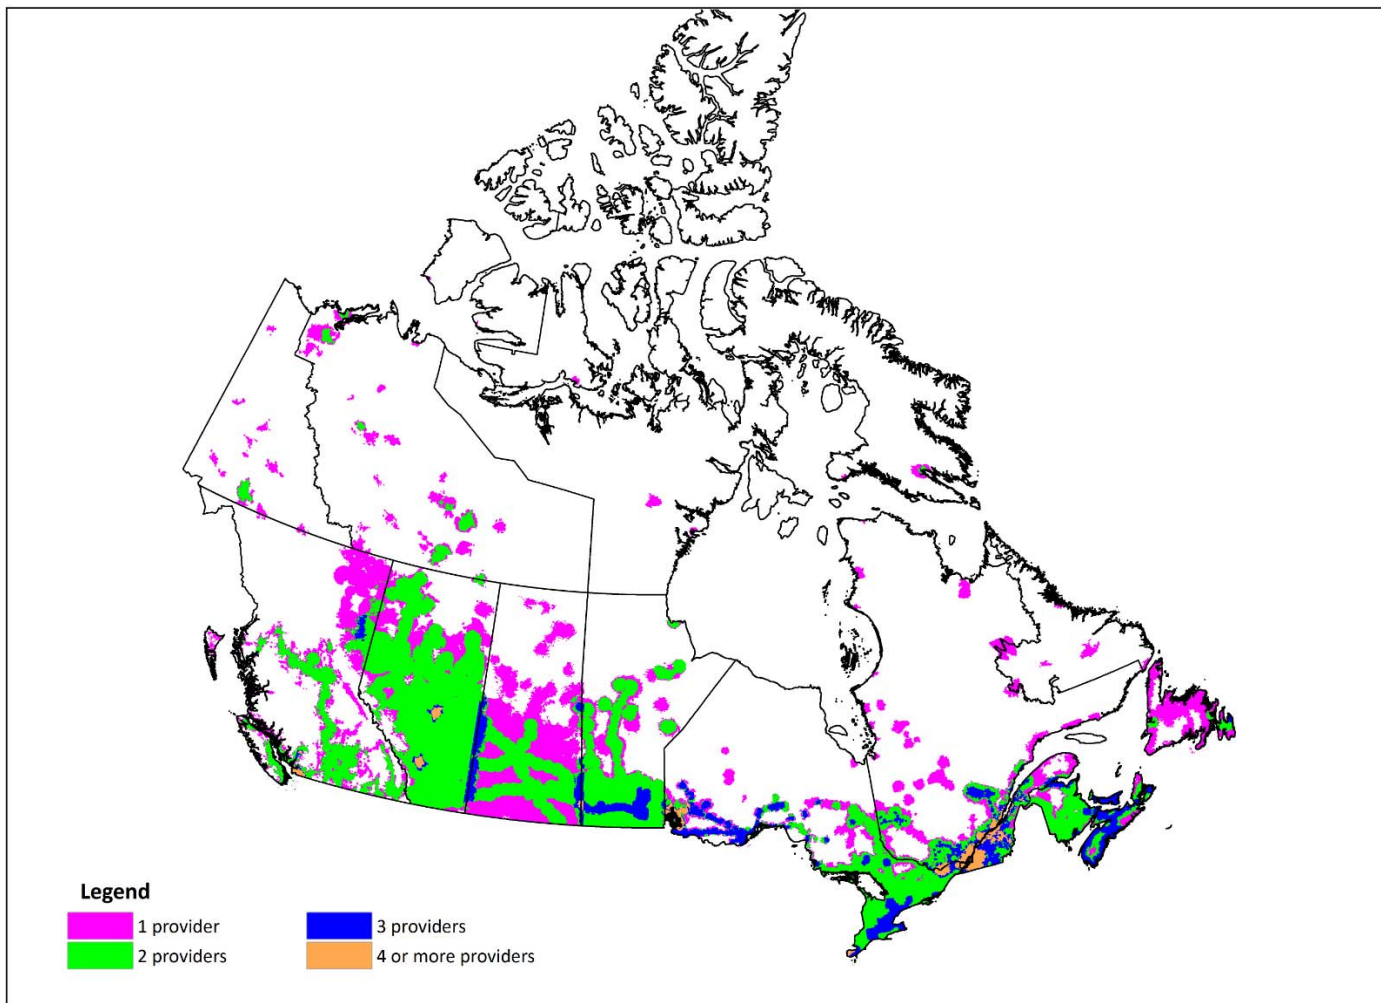 Legend
1 provider
3 providers
2 providers
4 or more providers